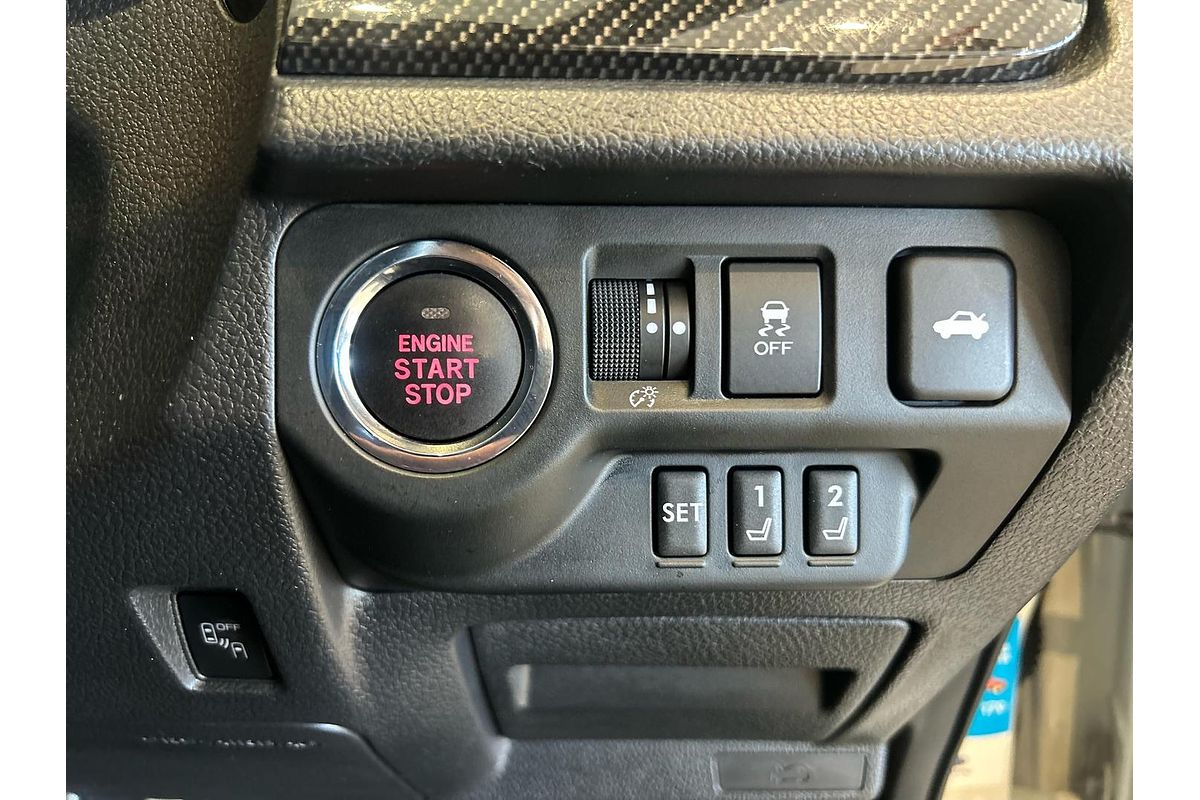 ENGINE
START
STOP
OFF
SET
1
2
OFF